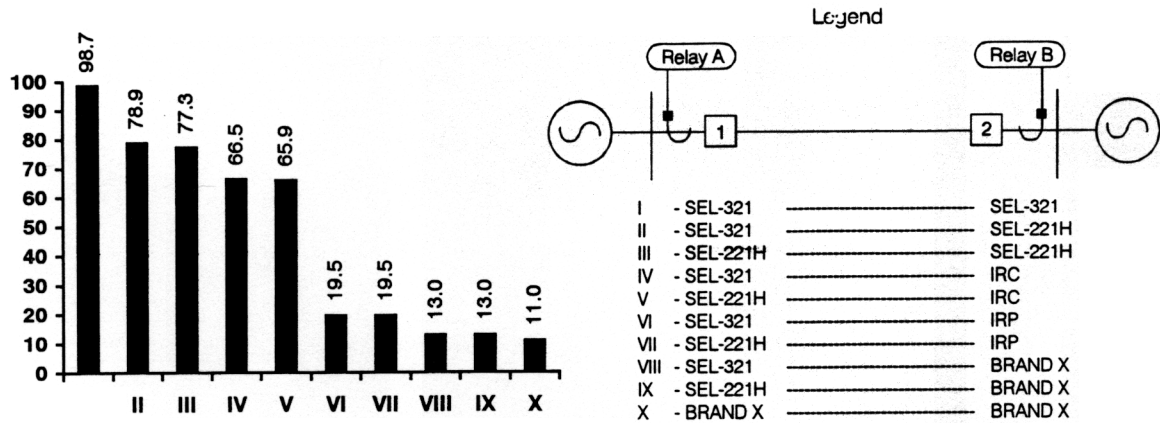 Legend
98.7
78.9
77.3
66.5
65.9
19.5
19.5
13.0
13.0
11.0
100
90
80
70
60
50
40
30
20
10
0
II III IV V VI VII VIII IX X
Relay A
Relay B
1
2
I - SEL-321 SEL-321
II - SEL-321 SEL-221H
III - SEL-221H SEL-221H
IV - SEL-321 IRC
V - SEL-221H IRC
VI - SEL-321 IRP
VII - SEL-221H IRP
VIII - SEL-321 BRAND X
IX - SEL-221H BRAND X
X - BRAND X BRAND X